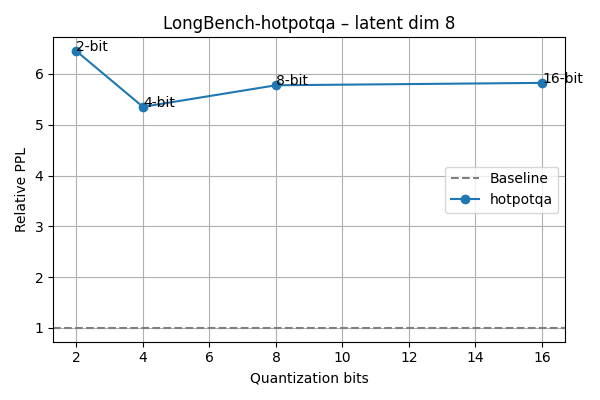 LongBench-hotpotqa – latent dim 8
Relative PPL
6
5
4
3
2
1
2-bit
4-bit
8-bit
16-bit
Baseline
hotpotqa
2 4 6 8 10 12 14 16
Quantization bits